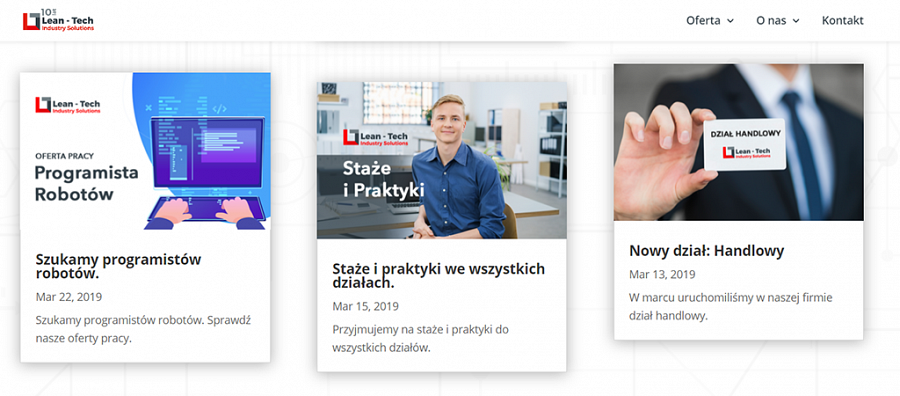 10 lat
Lean - Tech
Industry Solutions
Oferta
O nas
Kontakt
Lean - Tech
Industry Solutions
OFERTA PRACY
Programista
Robotów
Szukamy programistów
robotów.
Mar 22, 2019
Szukamy programistów robotów. Sprawdź
nasze oferty pracy.
Lean - Tech
Industry Solutions
Staże
i Praktyki
Staże i praktyki we wszystkich
działach.
Mar 15, 2019
Przyjmujemy na staże i praktyki do
wszystkich działów.
DZIAŁ HANDLOWY
Lean - Tech
Industry Solutions
Nowy dział: Handlowy
Mar 13, 2019
W marcu uruchomiliśmy w naszej firmie
dział handlowy.